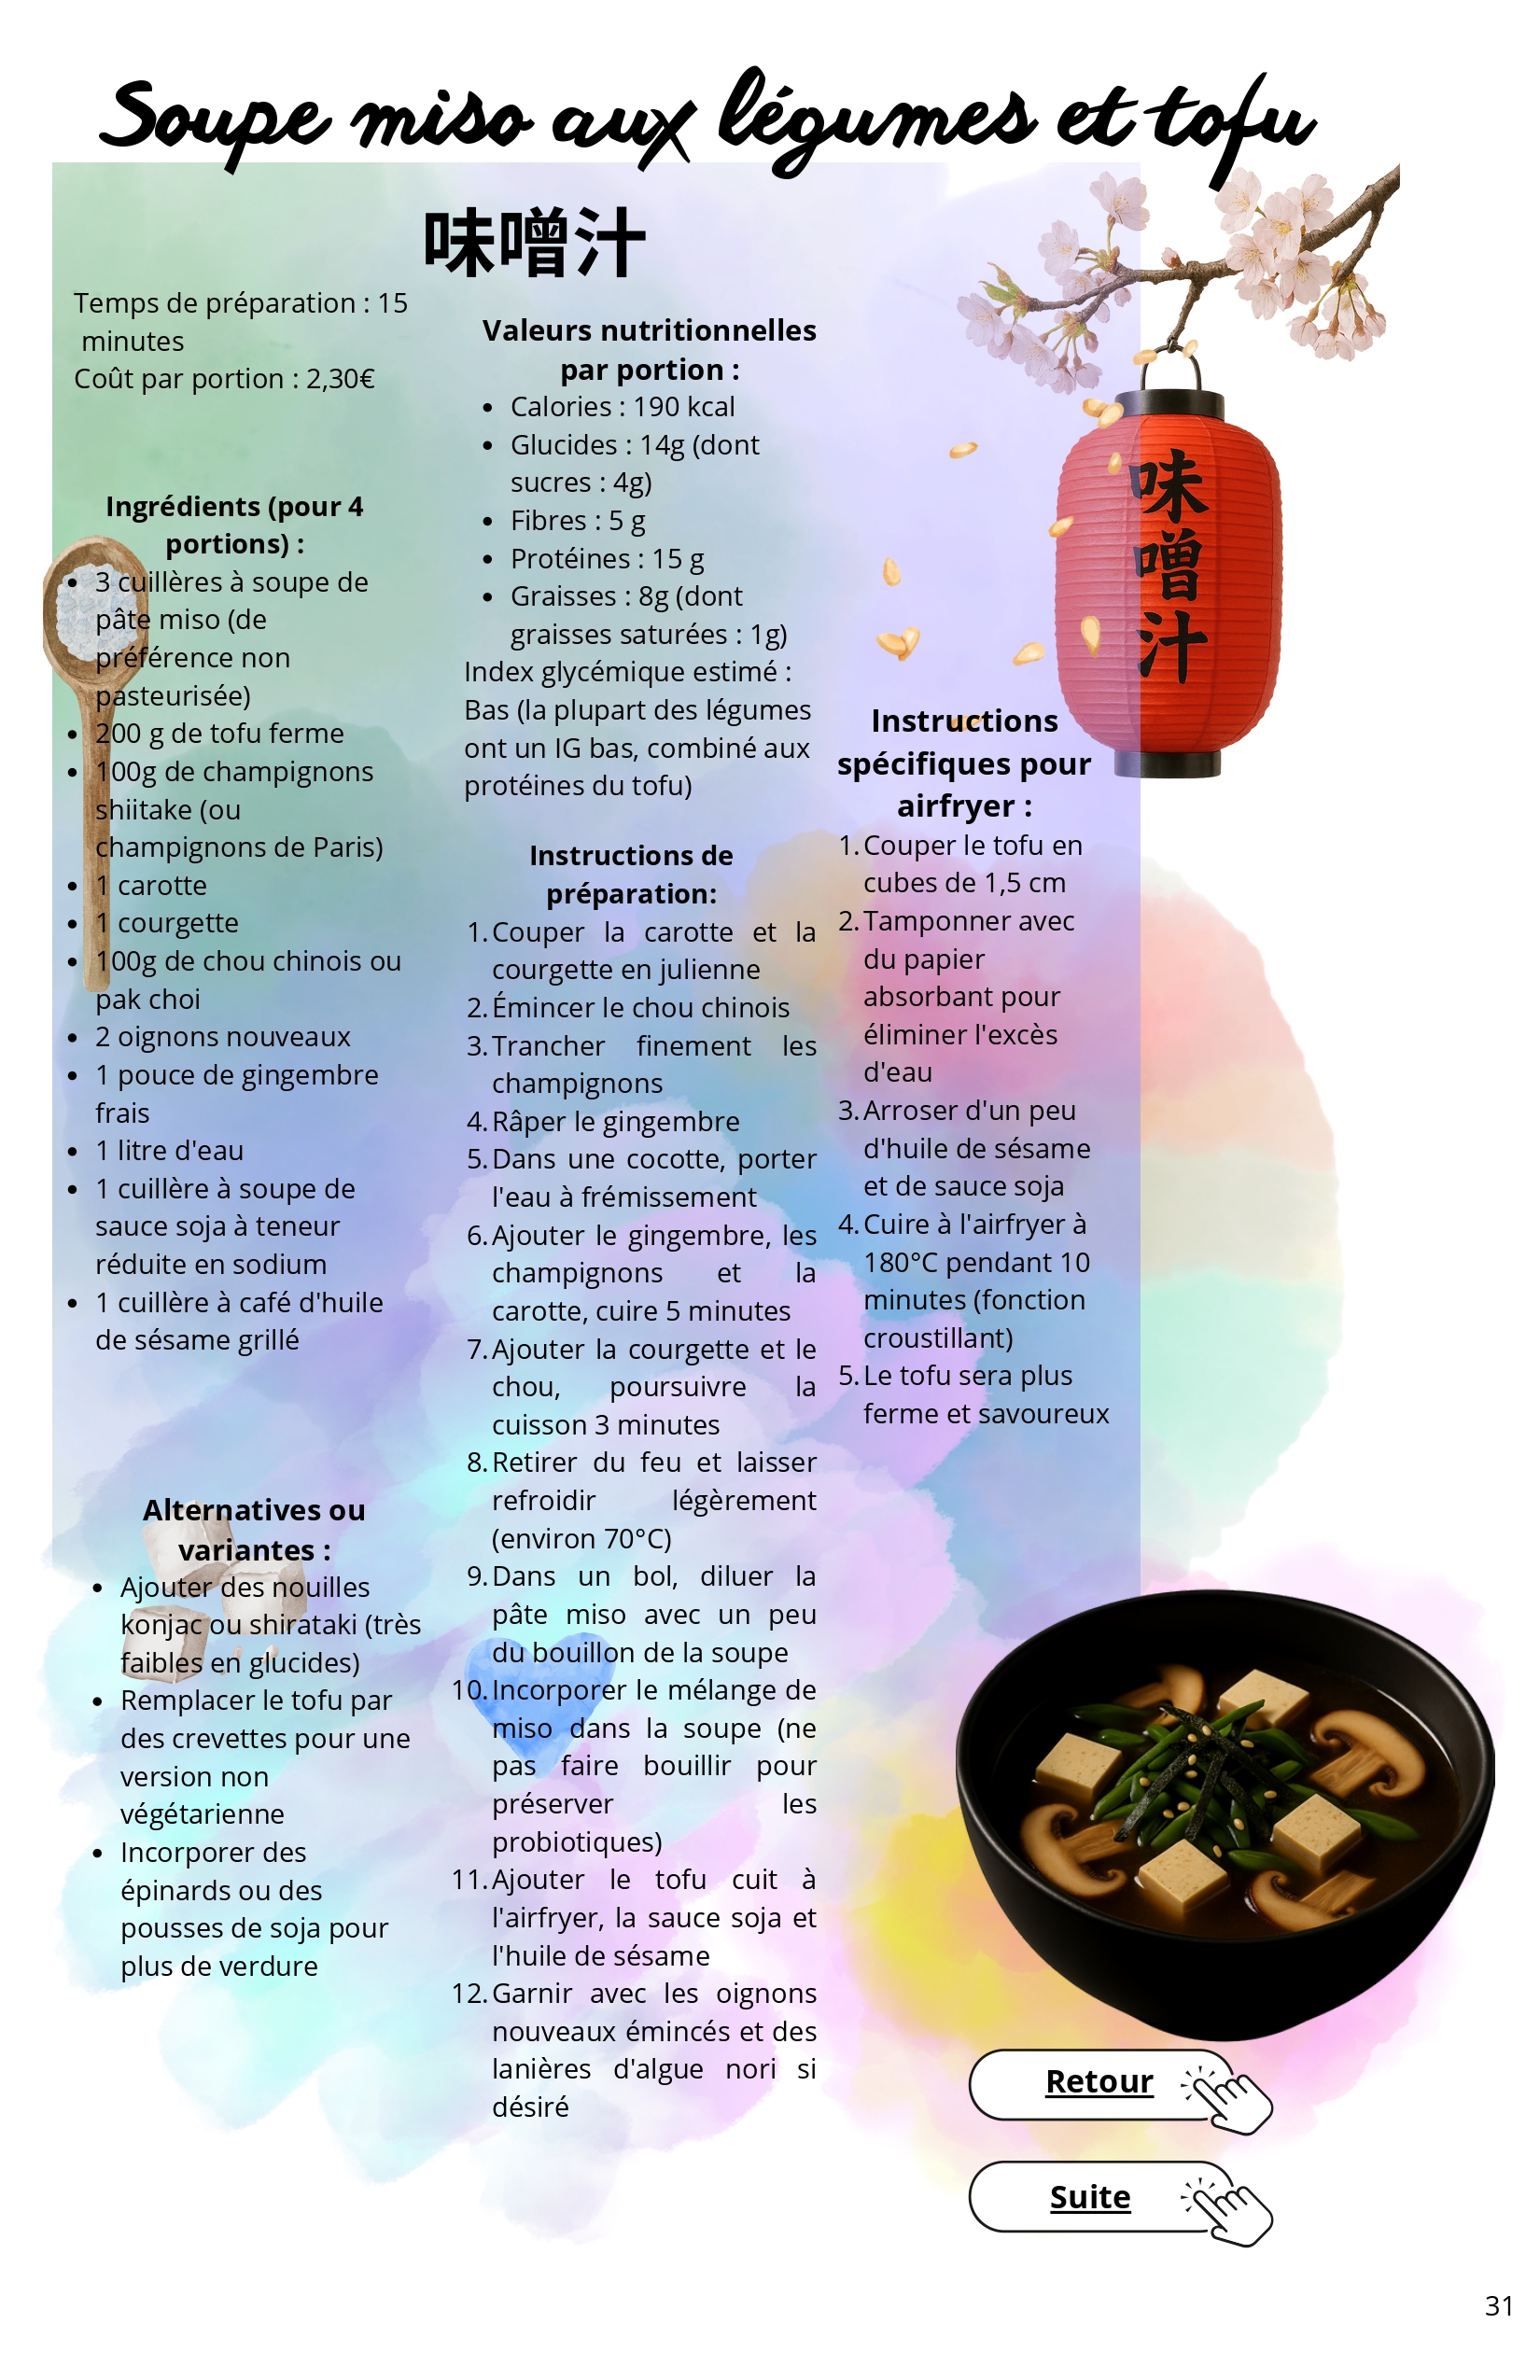 Soupe miso aux légumes et tofu
味噌汁
Temps de préparation : 15
minutes
Coût par portion : 2,30€
Ingrédients (pour 4
portions) :
• 3 cuillères à soupe de
pâte miso (de
préférence non
pasteurisée)
• 200 g de tofu ferme
• 100g de champignons
shiitake (ou
champignons de Paris)
• 1 carotte
• 1 courgette
• 100g de chou chinois ou
pak choi
• 2 oignons nouveaux
• 1 pouce de gingembre
frais
• 1 litre d'eau
• 1 cuillère à soupe de
sauce soja à teneur
réduite en sodium
• 1 cuillère à café d'huile
de sésame grillé
Alternatives ou
variantes :
• Ajouter des nouilles
konjac ou shirataki (très
faibles en glucides)
• Remplacer le tofu par
des crevettes pour une
version non
végétarienne
• Incorporer des
épinards ou des
pousses de soja pour
plus de verdure
Valeurs nutritionnelles
par portion :
• Calories : 190 kcal
• Glucides : 14g (dont
sucres : 4g)
• Fibres : 5 g
• Protéines : 15 g
• Graisses : 8g (dont
graisses saturées : 1g)
Index glycémique estimé :
Bas (la plupart des légumes
ont un IG bas, combiné aux
protéines du tofu)
Instructions de
préparation:
1. Couper la carotte et la
courgette en julienne
2. Émincer le chou chinois
3. Trancher finement les
champignons
4. Râper le gingembre
5. Dans une cocotte, porter
l'eau à frémissement
6. Ajouter le gingembre, les
champignons et la
carotte, cuire 5 minutes
7. Ajouter la courgette et le
chou, poursuivre la
cuisson 3 minutes
8. Retirer du feu et laisser
refroidir légèrement
(environ 70°C)
9. Dans un bol, diluer la
pâte miso avec un peu
du bouillon de la soupe
10. Incorporer le mélange de
miso dans la soupe (ne
pas faire bouillir pour
préserver les
probiotiques)
11. Ajouter le tofu cuit à
l'airfryer, la sauce soja et
l'huile de sésame
12. Garnir avec les oignons
nouveaux émincés et des
lanières d'algue nori si
désiré
味
噌
汁
Instructions
spécifiques pour
airfryer :
1. Couper le tofu en
cubes de 1,5 cm
2. Tamponner avec
du papier
absorbant pour
éliminer l'excès
d'eau
3. Arroser d'un peu
d'huile de sésame
et de sauce soja
4. Cuire à l'airfryer à
180°C pendant 10
minutes (fonction
croustillant)
5. Le tofu sera plus
ferme et savoureux
Retour
Suite
31